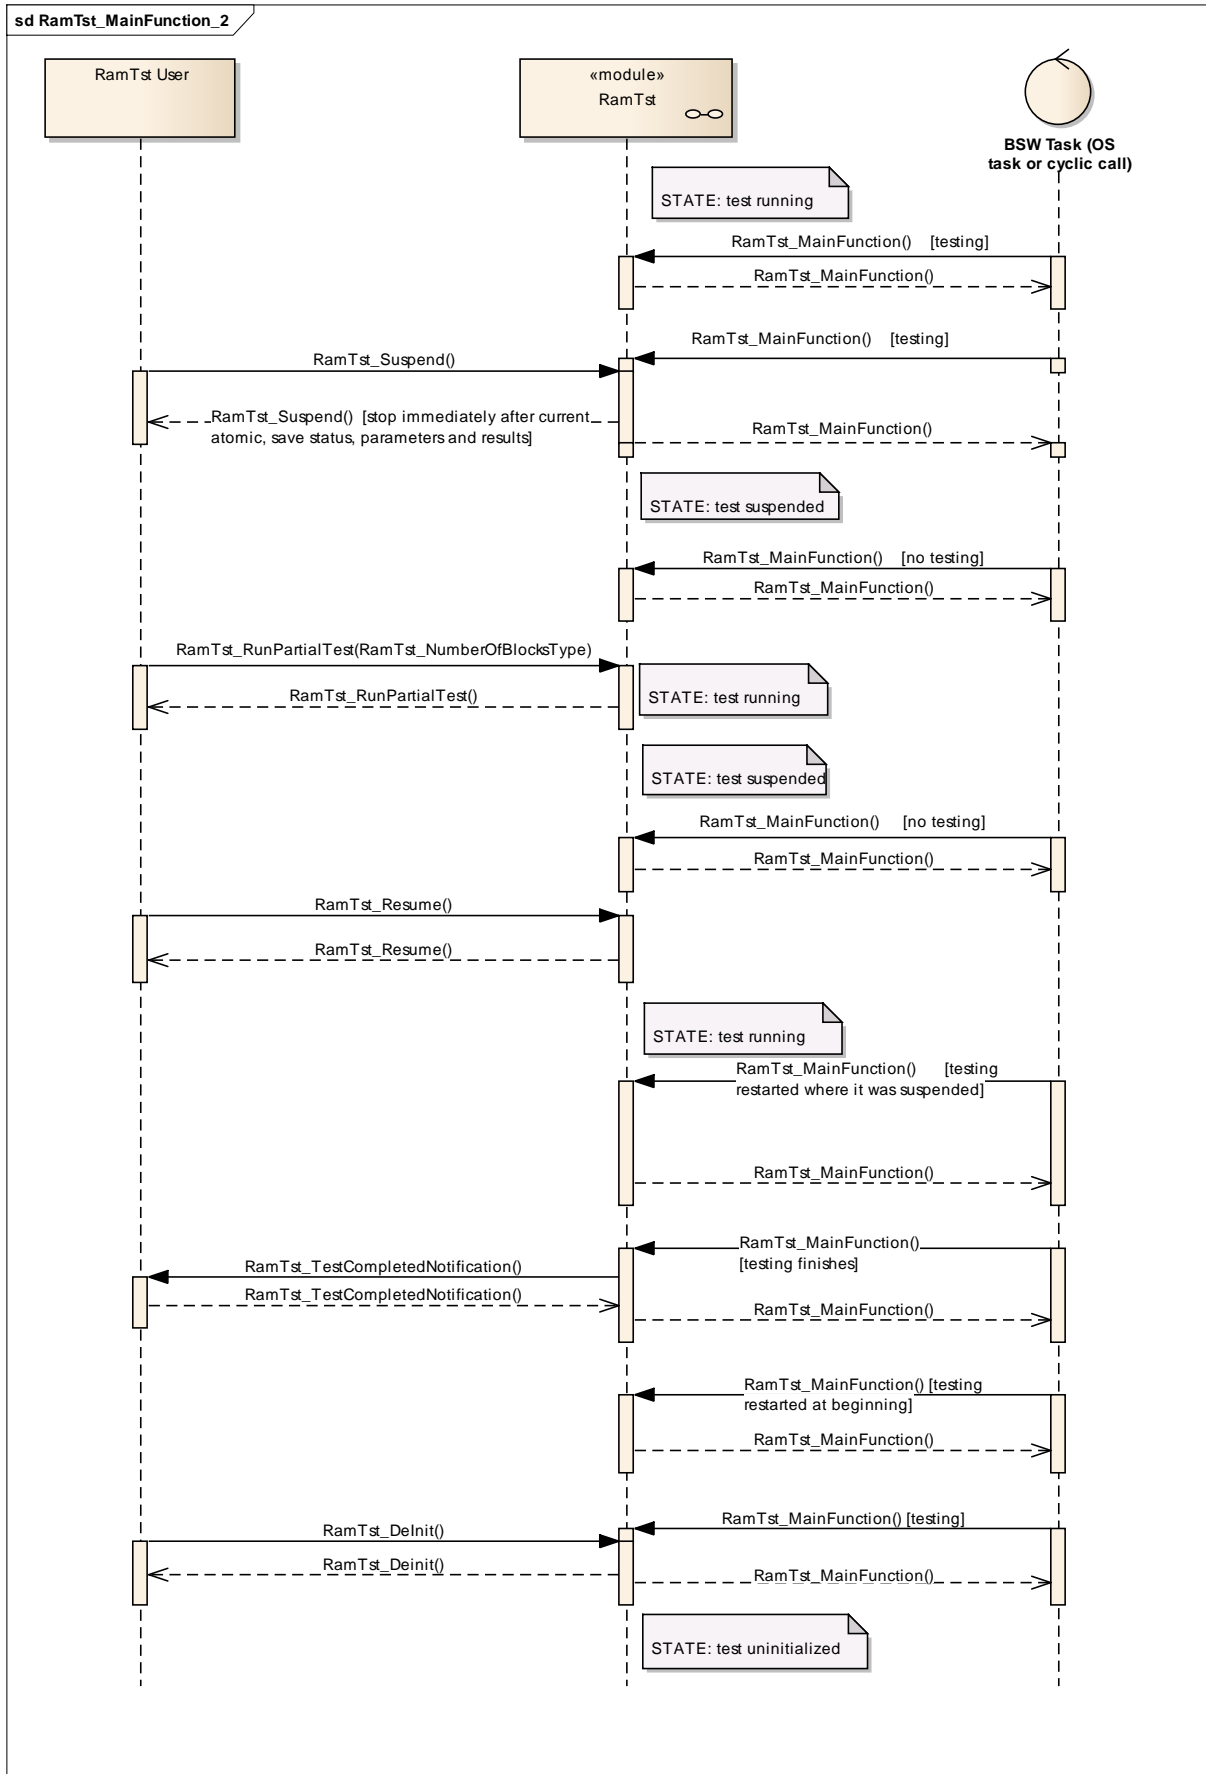 sd RamTst_MainFunction_2
RamTst User
«module»
RamTst
BSW Task (OS
task or cyclic call)
STATE: test running
RamTst_MainFunction() [testing]
RamTst_MainFunction()
RamTst_MainFunction() [testing]
RamTst_Suspend()
RamTst_Suspend() [stop immediately after current
atomic, save status, parameters and results]
RamTst_MainFunction()
STATE: test suspended
RamTst_MainFunction() [no testing]
RamTst_MainFunction()
RamTst_RunPartialTest(RamTst_NumberOfBlocksType)
RamTst_RunPartialTest()
STATE: test running
STATE: test suspended
RamTst_MainFunction() [no testing]
RamTst_MainFunction()
RamTst_Resume()
RamTst_Resume()
STATE: test running
RamTst_MainFunction() [testing
restarted where it was suspended]
RamTst_MainFunction()
RamTst_MainFunction()
[testing finishes]
RamTst_TestCompletedNotification()
RamTst_TestCompletedNotification()
RamTst_MainFunction()
RamTst_MainFunction() [testing
restarted at beginning]
RamTst_MainFunction()
RamTst_MainFunction() [testing]
RamTst_DeInit()
RamTst_Deinit()
RamTst_MainFunction()
STATE: test uninitialized